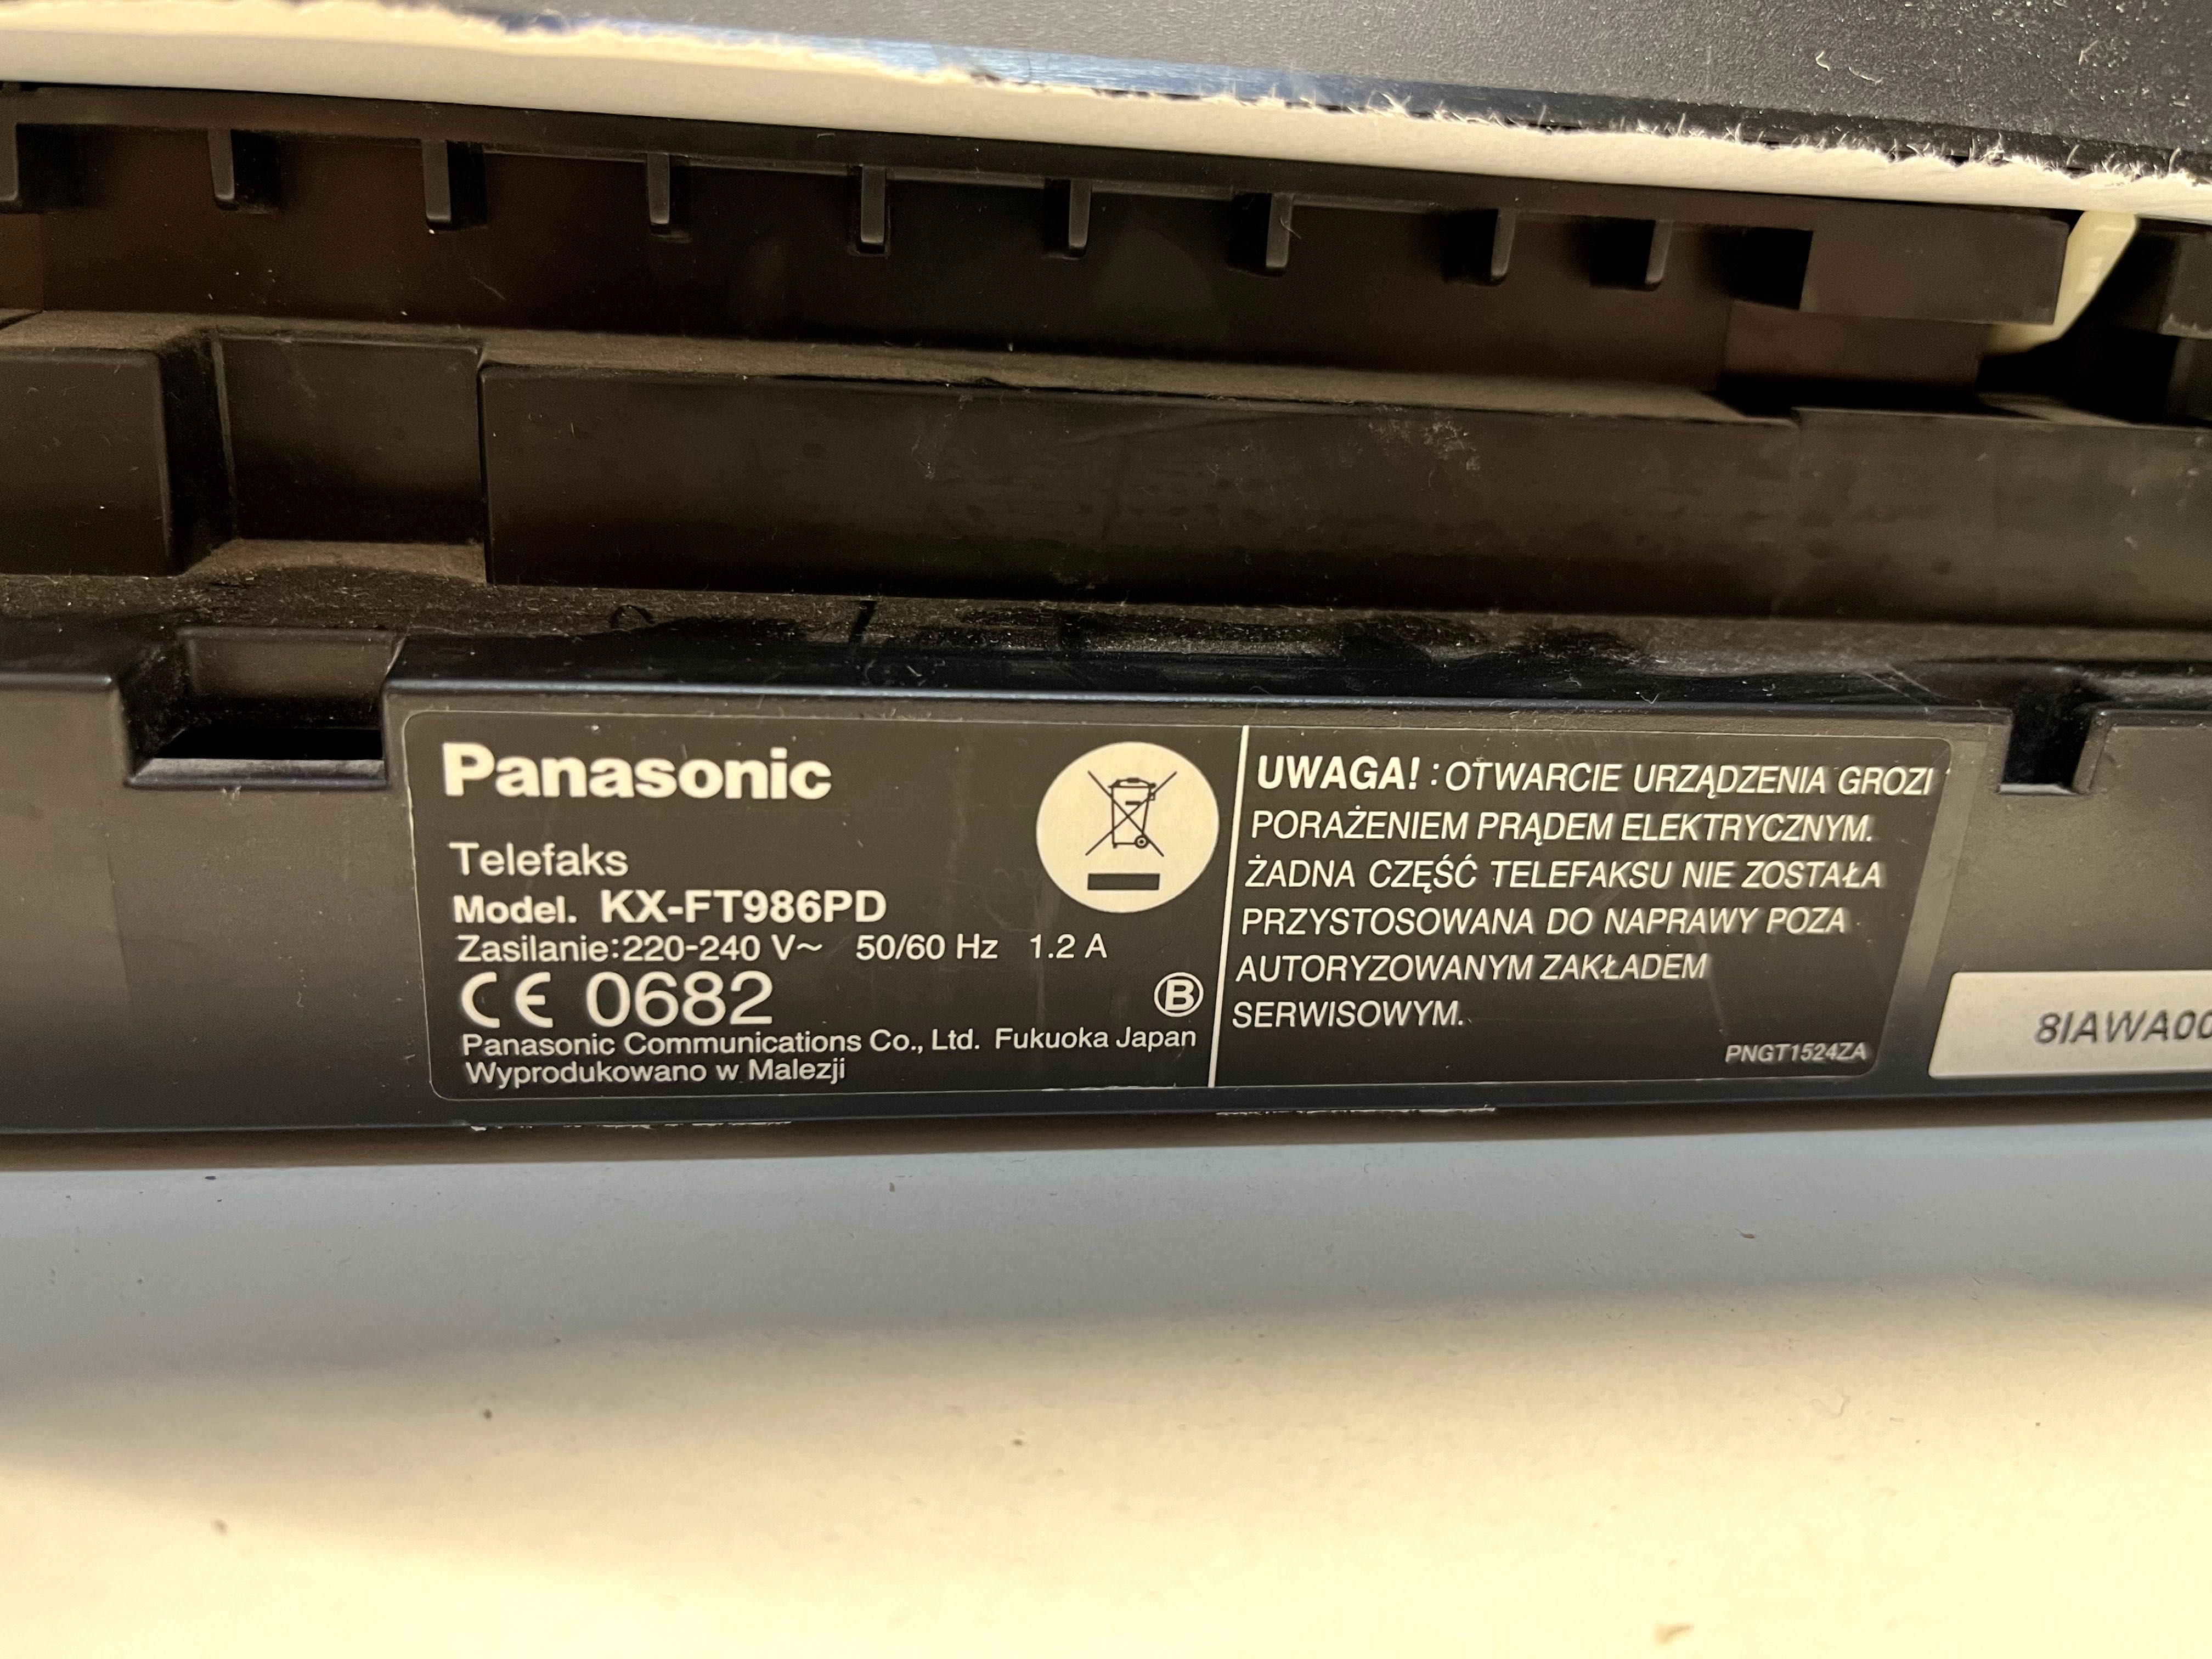 Panasonic
Telefaks
Model. KX-FT986PD
Zasilanie:220-240 V~ 50/60 Hz 1.2 A
CE 0682
B
Panasonic Communications Co., Ltd. Fukuoka Japan
Wyprodukowano w Malezji
UWAGA! : OTWARCIE URZĄDZENIA GROZI
PORAŻENIEM PRĄDEM ELEKTRYCZNYM.
ŻADNA CZĘŚĆ TELEFAKSU NIE ZOSTAŁA
PRZYSTOSOWANA DO NAPRAWY POZA
AUTORYZOWANYM ZAKŁADEM
SERWISOWYM.
PNGT1524ZA